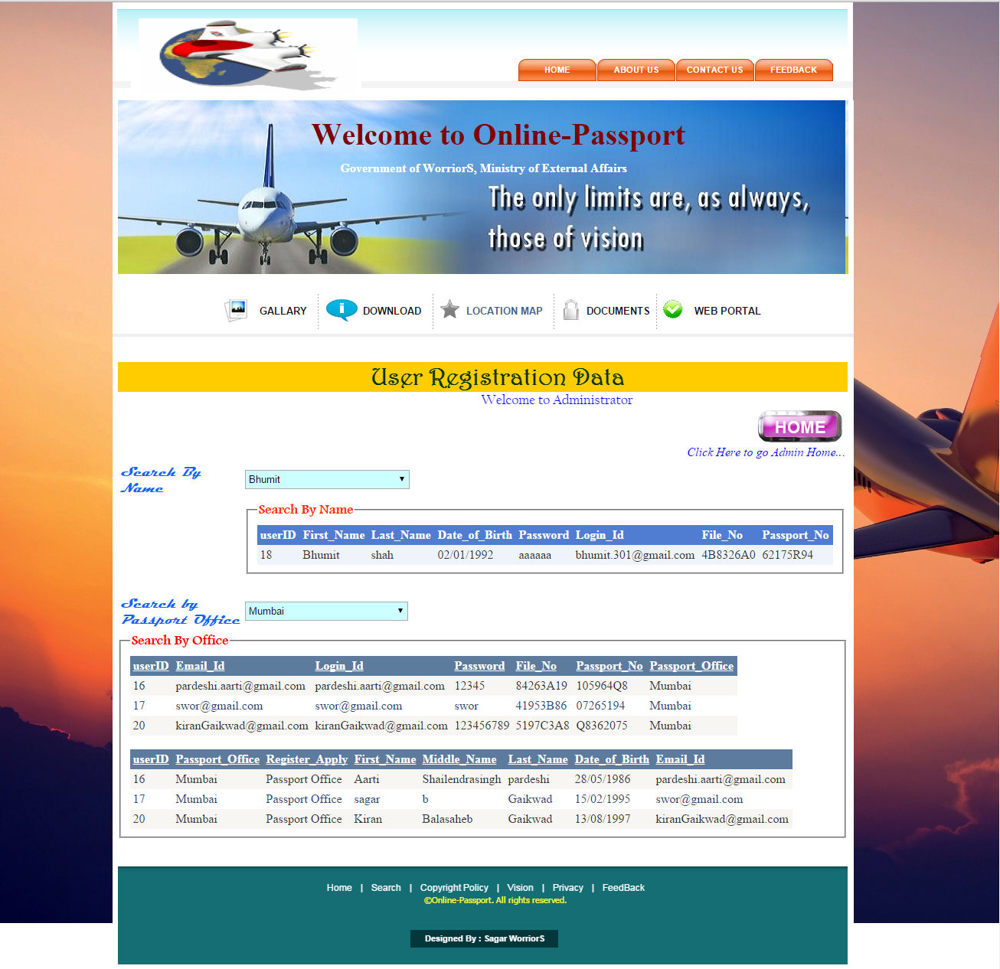 HOME ABOUT US CONTACT US FEEDBACK
Welcome to Online-Passport
Government of WorriorS, Ministry of External Affairs
The only limits are, as always,
those of vision
GALLARY DOWNLOAD LOCATION MAP DOCUMENTS WEB PORTAL
User Registration Data
Welcome to Administrator
HOME
Click Here to go Admin Home...
Search By
Name
Bhumit
Search By Name
userID First_Name Last_Name Date_of_Birth Password Login_Id File_No Passport_No
18 Bhumit shah 02/01/1992 aaaaaa bhumit.301@gmail.com 4B8326A0 62175R94
Search by
Passport Office
Mumbai
Search By Office
userID Email_Id Login_Id Password File_No Passport_No Passport_Office
16 pardeshi.aarti@gmail.com pardeshi.aarti@gmail.com 12345 84263A19 105964Q8 Mumbai
17 swor@gmail.com swor@gmail.com swor 41953B86 07265194 Mumbai
20 kiranGaikwad@gmail.com kiranGaikwad@gmail.com 123456789 5197C3A8 Q8362075 Mumbai
userID Passport_Office Register_Apply First_Name Middle_Name Last_Name Date_of_Birth Email_Id
16 Mumbai Passport Office Aarti Shailendrasingh pardeshi 28/05/1986 pardeshi.aarti@gmail.com
17 Mumbai Passport Office sagar b Gaikwad 15/02/1995 swor@gmail.com
20 Mumbai Passport Office Kiran Balasaheb Gaikwad 13/08/1997 kiranGaikwad@gmail.com
Home | Search | Copyright Policy | Vision | Privacy | FeedBack
©Online-Passport. All rights reserved.
Designed By : Sagar WorriorS